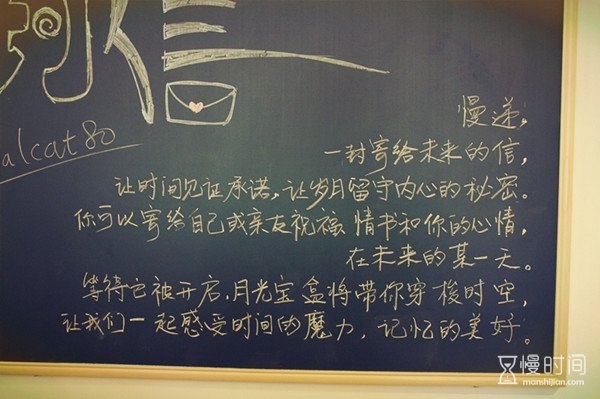 信
alcat80
慢递,
一封寄给未来的信,
让时间见证承诺,让岁月留守内心的秘密。
你可以寄给自己或亲友祝福 情书和你的心情,
在未来的某一天。
等待它被开启,月光宝盒将带你穿梭时空,
让我们一起感受时间的魔力,记忆的美好。
慢时间
manshijian.com